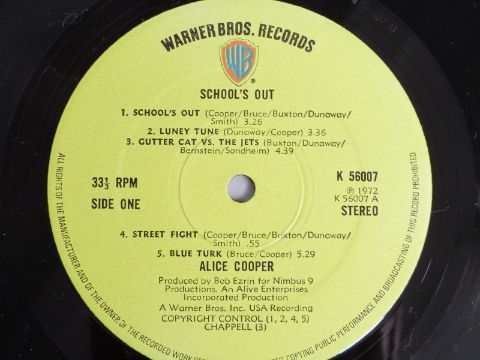 WARNER BROS. RECORDS
WB
®
SCHOOL'S OUT
1. SCHOOL'S OUT (Cooper/Bruce/Buxton/Dunaway/
Smith) 3.26
2. LUNEY TUNE (Dunaway/Cooper) 3.36
3. GUTTER CAT VS. THE JETS (Buxton/Dunaway/
Bernstein/Sondheim) 4.39
33⅓ RPM
SIDE ONE
K 56007
℗ 1972
K 56007 A
STEREO
4. STREET FIGHT (Cooper/Bruce/Buxton/Dunaway/
Smith) .55
5. BLUE TURK (Bruce/Cooper) 5.29
ALICE COOPER
Produced by Bob Ezrin for Nimbus 9
Productions. An Alive Enterprises
Incorporated Production
A Warner Bros. Inc. USA Recording
COPYRIGHT CONTROL (1, 2, 4, 5)
CHAPPELL (3)
ALL RIGHTS OF THE MANUFACTURER AND OF THE OWNER OF THE RECORDED WORK COPYING PUBLIC PERFORMANCE AND BROADCASTING OF THIS RECORD PROHIBITED